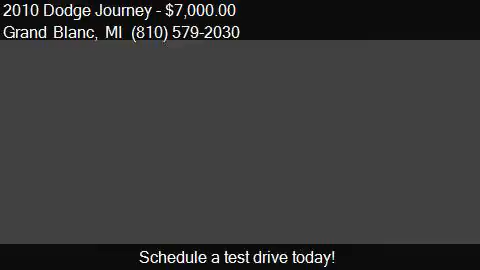 2010 Dodge Journey - $7,000.00
Grand Blanc, MI (810) 579-2030
Schedule a test drive today!